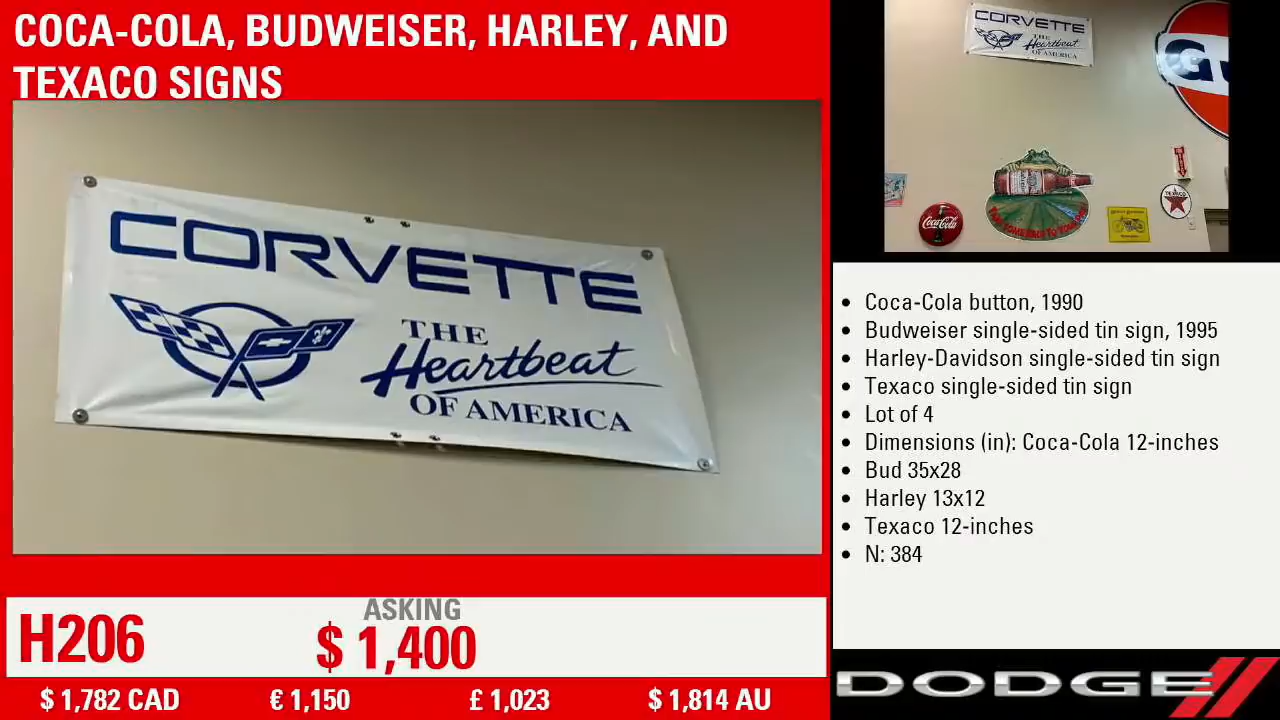 COCA-COLA, BUDWEISER, HARLEY, AND
TEXACO SIGNS
CORVETTE
THE
Heartbeat
OF AMERICA
CORVETTE
THE
Heartbeat
OF AMERICA
Coca-Cola
TEXACO
• Coca-Cola button, 1990
• Budweiser single-sided tin sign, 1995
• Harley-Davidson single-sided tin sign
• Texaco single-sided tin sign
• Lot of 4
• Dimensions (in): Coca-Cola 12-inches
• Bud 35x28
• Harley 13x12
• Texaco 12-inches
• N: 384
H206
ASKING
$ 1,400
$ 1,782 CAD € 1,150 £ 1,023 $ 1,814 AU
DODGE